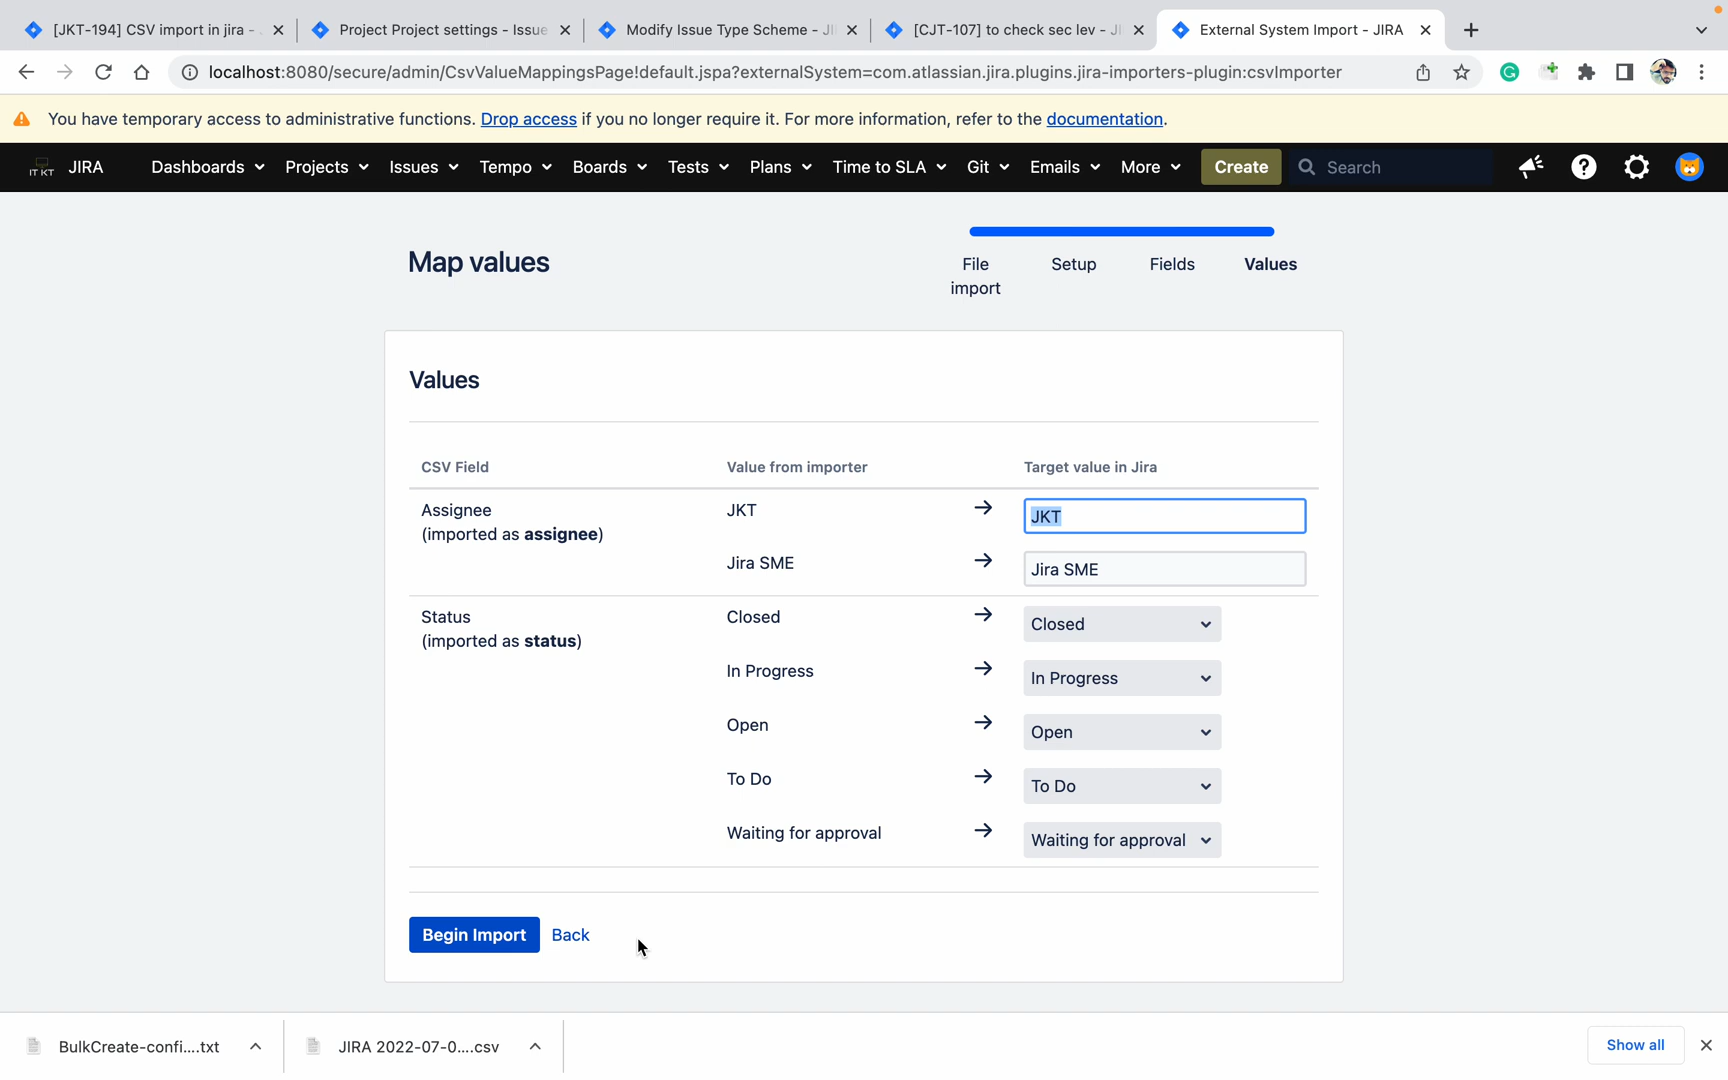 [JKT-194] CSV import in jira -
Project Project settings - Issue
Modify Issue Type Scheme - JI
[CJT-107] to check sec lev - JI
External System Import - JIRA
localhost:8080/secure/admin/CsvValueMappingsPage!default.jspa?externalSystem=com.atlassian.jira.plugins.jira-importers-plugin:csvImporter
You have temporary access to administrative functions. Drop access if you no longer require it. For more information, refer to the documentation.
IT KT
JIRA
Dashboards
Projects
Issues
Tempo
Boards
Tests
Plans
Time to SLA
Git
Emails
More
Create
Search
Map values
File import
Setup
Fields
Values
Values
CSV Field
Value from importer
Target value in Jira
Assignee
(imported as assignee)
JKT
JKT
Jira SME
Jira SME
Status
(imported as status)
Closed
Closed
In Progress
In Progress
Open
Open
To Do
To Do
Waiting for approval
Waiting for approval
Begin Import
Back
BulkCreate-confi....txt
JIRA 2022-07-0....csv
Show all